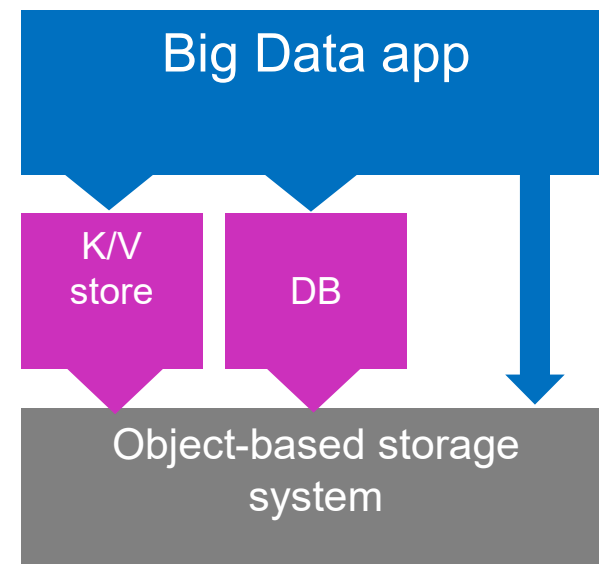 Big Data app
K/V
store
DB
Object-based storage
system